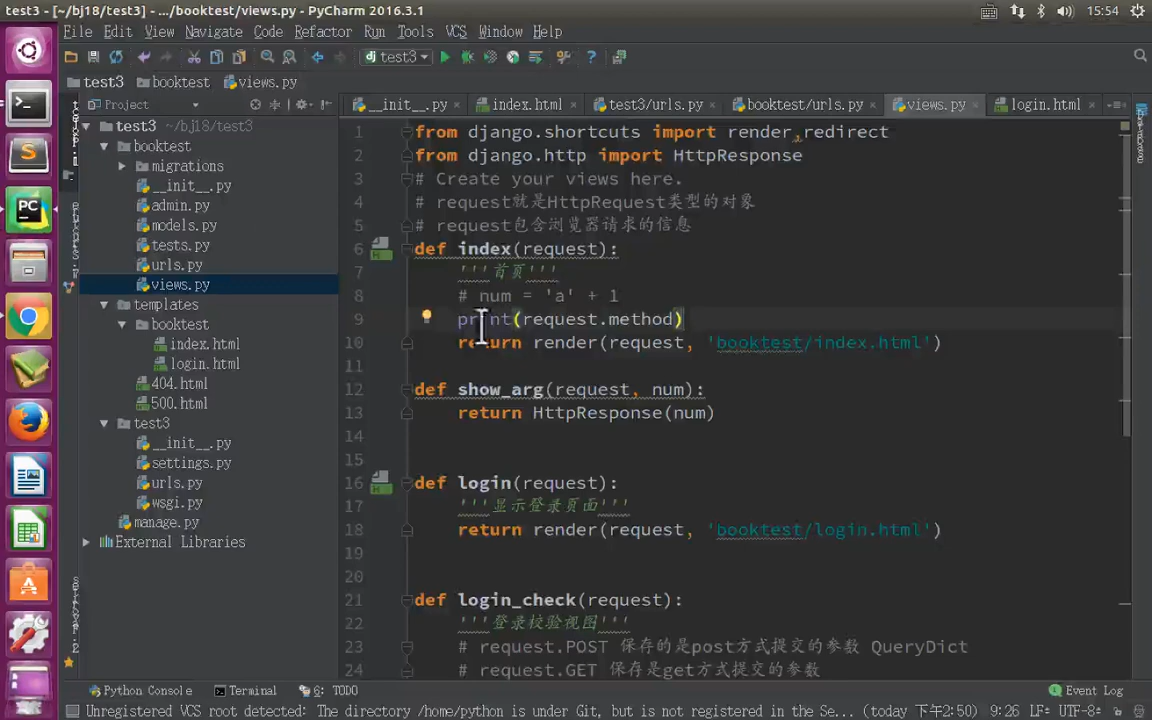 test3 [~/bj18/test3] - .../booktest/views.py - PyCharm 2016.3.1
15:54
File Edit View Navigate Code Refactor Run Tools VCS Window Help
test3
test3 booktest views.py
Project
__init__.py
index.html
test3/urls.py
booktest/urls.py
views.py
login.html
test3 ~/bj18/test3
booktest
migrations
__init__.py
admin.py
models.py
tests.py
urls.py
views.py
templates
booktest
index.html
login.html
404.html
500.html
test3
__init__.py
settings.py
urls.py
wsgi.py
manage.py
External Libraries
1 from django.shortcuts import render,redirect
2 from django.http import HttpResponse
3 # Create your views here.
4 # request就是HttpRequest类型的对象
5 # request包含浏览器请求的信息
6 def index(request):
7 '''首页'''
8 # num = 'a' + 1
9 print(request.method)
10 return render(request, 'booktest/index.html')
11
12 def show_arg(request, num):
13 return HttpResponse(num)
14
15
16 def login(request):
17 '''显示登录页面'''
18 return render(request, 'booktest/login.html')
19
20
21 def login_check(request):
22 '''登录校验视图'''
23 # request.POST 保存的是post方式提交的参数 QueryDict
24 # request.GET 保存是get方式提交的参数
Python Console
Terminal
6: TODO
Event Log
Unregistered VCS root detected: The directory /home/python is under Git, but is not registered in the Se... (today 下午2:50)
9:26 LF÷ UTF-8÷